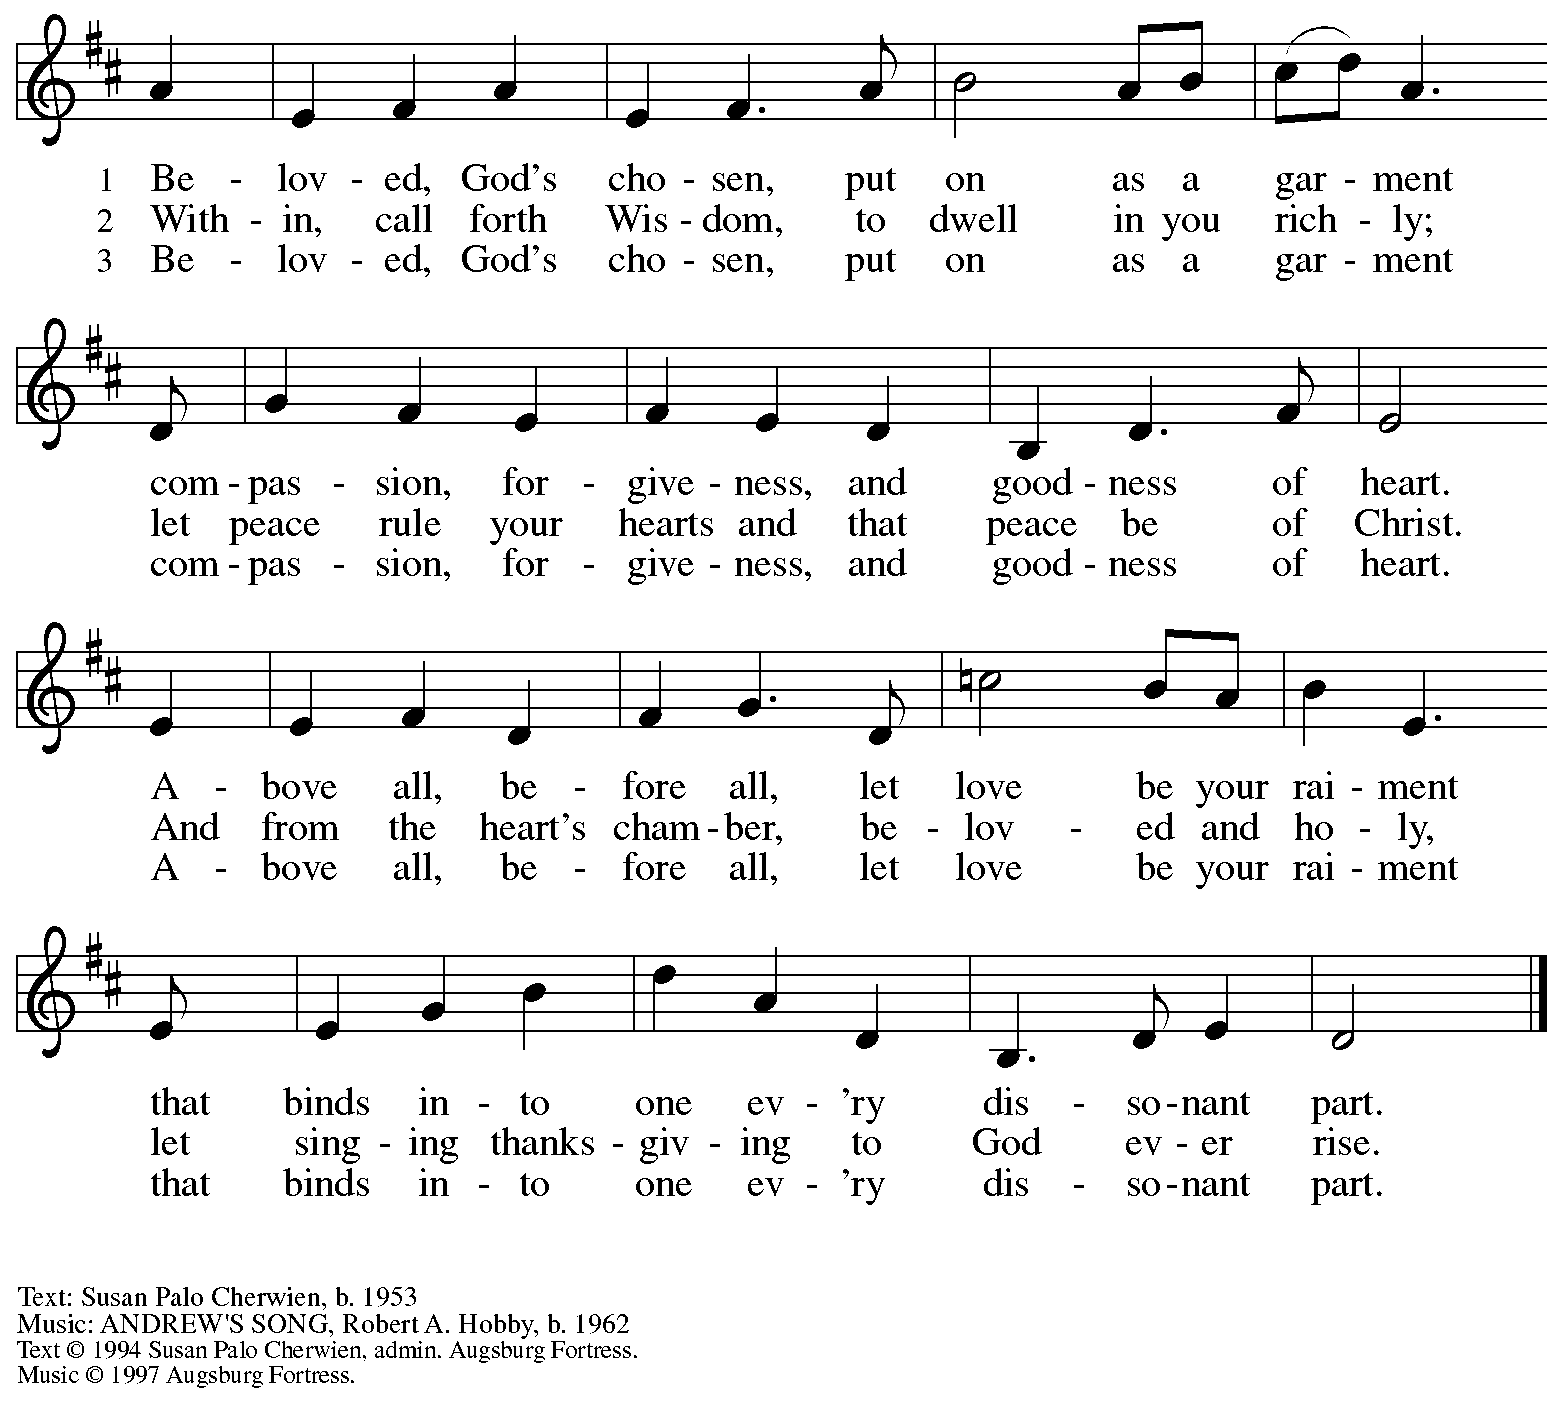 1 Be - lov - ed, God's cho - sen, put on as a gar - ment
2 With - in, call forth Wis - dom, to dwell in you rich - ly;
3 Be - lov - ed, God's cho - sen, put on as a gar - ment
com - pas - sion, for - give - ness, and good - ness of heart.
let peace rule your hearts and that peace be of Christ.
com - pas - sion, for - give - ness, and good - ness of heart.
A - bove all, be - fore all, let love be your rai - ment
And from the heart's cham - ber, be - lov - ed and ho - ly,
A - bove all, be - fore all, let love be your rai - ment
that binds in - to one ev - 'ry dis - so - nant part.
let sing - ing thanks - giv - ing to God ev - er rise.
that binds in - to one ev - 'ry dis - so - nant part.
Text: Susan Palo Cherwien, b. 1953
Music: ANDREW'S SONG, Robert A. Hobby, b. 1962
Text © 1994 Susan Palo Cherwien, admin. Augsburg Fortress.
Music © 1997 Augsburg Fortress.